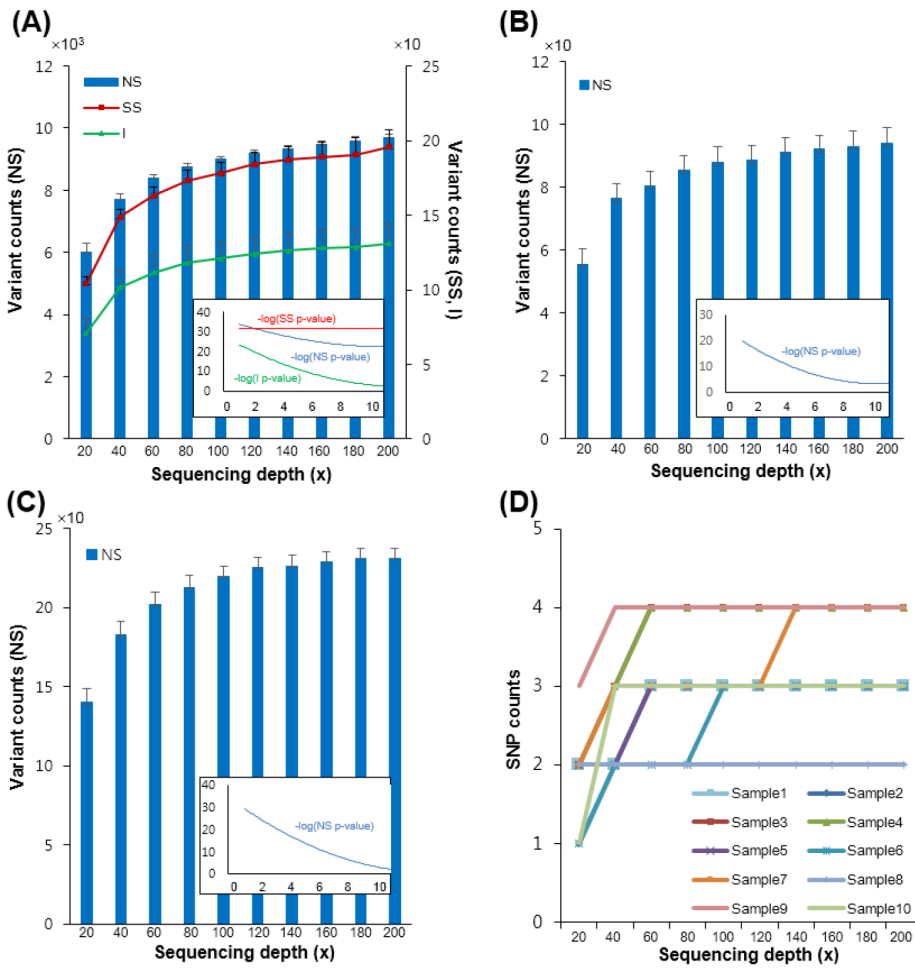 (A)
×10³
×10
12
10
8
6
4
2
0
25
20
15
10
5
0
Variant counts (NS)
Variant counts (SS, I)
NS
SS
I
40
30
20
10
0
-log(SS p-value)
-log(NS p-value)
-log(I p-value)
0 2 4 6 8 10
20 40 60 80 100 120 140 160 180 200
Sequencing depth (x)
(B)
×10
12
10
8
6
4
2
0
Variant counts (NS)
NS
30
20
10
0
-log(NS p-value)
0 2 4 6 8 10
20 40 60 80 100 120 140 160 180 200
Sequencing depth (x)
(C)
×10
25
20
15
10
5
0
Variant counts (NS)
NS
40
30
20
10
0
-log(NS p-value)
0 2 4 6 8 10
20 40 60 80 100 120 140 160 180 200
Sequencing depth (x)
(D)
5
4
3
2
1
0
SNP counts
Sample1 Sample2
Sample3 Sample4
Sample5 Sample6
Sample7 Sample8
Sample9 Sample10
20 40 60 80 100 120 140 160 180 200
Sequencing depth (x)